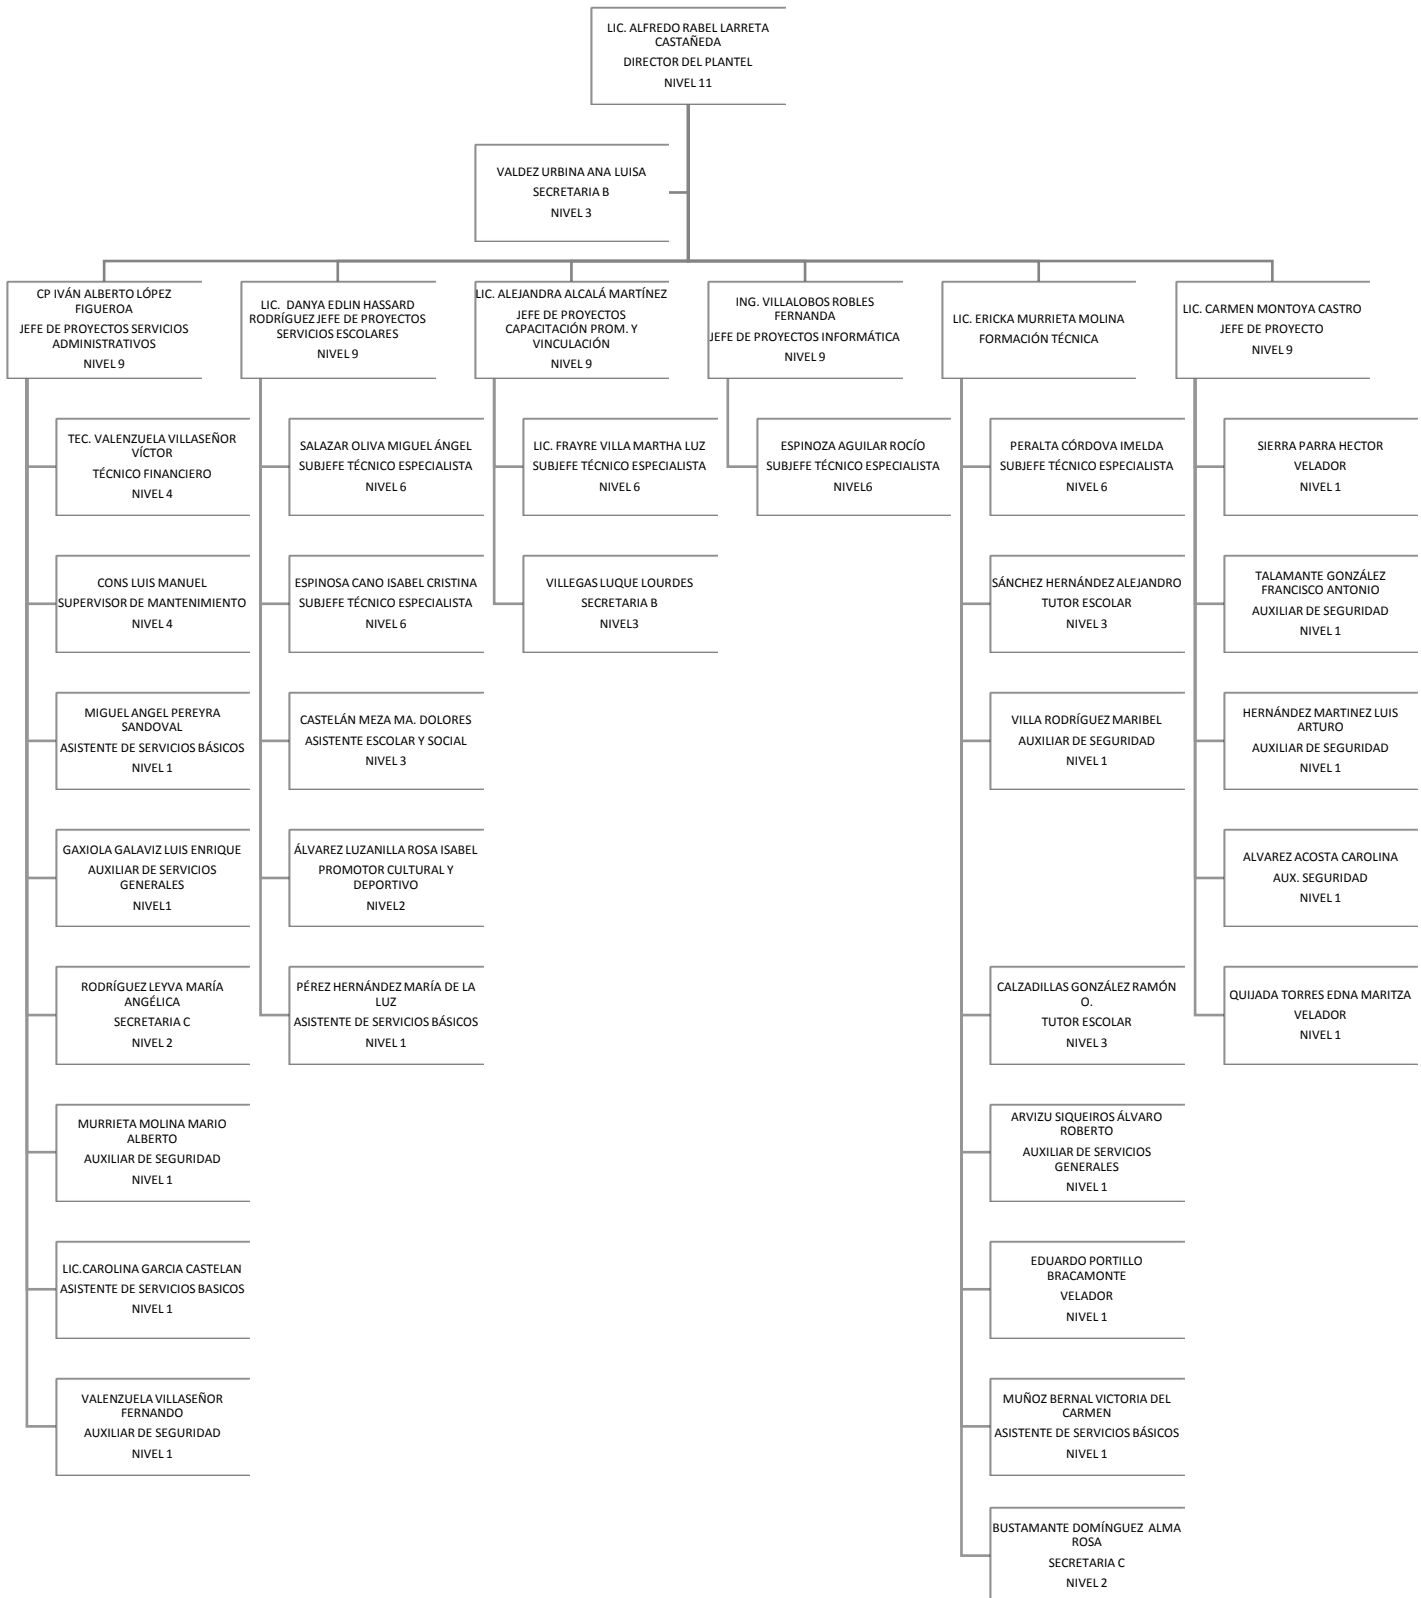 LIC. ALFREDO RABEL LARRETA
CASTAÑEDA
DIRECTOR DEL PLANTEL
NIVEL 11
VALDEZ URBINA ANA LUISA
SECRETARIA B
NIVEL 3
CP IVÁN ALBERTO LÓPEZ
FIGUEROA
JEFE DE PROYECTOS SERVICIOS
ADMINISTRATIVOS
NIVEL 9
LIC. DANYA EDLIN HASSARD
RODRÍGUEZ JEFE DE PROYECTOS
SERVICIOS ESCOLARES
NIVEL 9
LIC. ALEJANDRA ALCALÁ MARTÍNEZ
JEFE DE PROYECTOS
CAPACITACIÓN PROM. Y
VINCULACIÓN
NIVEL 9
ING. VILLALOBOS ROBLES
FERNANDA
JEFE DE PROYECTOS INFORMÁTICA
NIVEL 9
LIC. ERICKA MURRIETA MOLINA
FORMACIÓN TÉCNICA
LIC. CARMEN MONTOYA CASTRO
JEFE DE PROYECTO
NIVEL 9
TEC. VALENZUELA VILLASEÑOR
VÍCTOR
TÉCNICO FINANCIERO
NIVEL 4
CONS LUIS MANUEL
SUPERVISOR DE MANTENIMIENTO
NIVEL 4
MIGUEL ANGEL PEREYRA
SANDOVAL
ASISTENTE DE SERVICIOS BÁSICOS
NIVEL 1
GAXIOLA GALAVIZ LUIS ENRIQUE
AUXILIAR DE SERVICIOS
GENERALES
NIVEL1
RODRÍGUEZ LEYVA MARÍA
ANGÉLICA
SECRETARIA C
NIVEL 2
MURRIETA MOLINA MARIO
ALBERTO
AUXILIAR DE SEGURIDAD
NIVEL 1
LIC.CAROLINA GARCIA CASTELAN
ASISTENTE DE SERVICIOS BASICOS
NIVEL 1
VALENZUELA VILLASEÑOR
FERNANDO
AUXILIAR DE SEGURIDAD
NIVEL 1
SALAZAR OLIVA MIGUEL ÁNGEL
SUBJEFE TÉCNICO ESPECIALISTA
NIVEL 6
ESPINOSA CANO ISABEL CRISTINA
SUBJEFE TÉCNICO ESPECIALISTA
NIVEL 6
CASTELÁN MEZA MA. DOLORES
ASISTENTE ESCOLAR Y SOCIAL
NIVEL 3
ÁLVAREZ LUZANILLA ROSA ISABEL
PROMOTOR CULTURAL Y
DEPORTIVO
NIVEL2
PÉREZ HERNÁNDEZ MARÍA DE LA
LUZ
ASISTENTE DE SERVICIOS BÁSICOS
NIVEL 1
LIC. FRAYRE VILLA MARTHA LUZ
SUBJEFE TÉCNICO ESPECIALISTA
NIVEL 6
VILLEGAS LUQUE LOURDES
SECRETARIA B
NIVEL3
ESPINOZA AGUILAR ROCÍO
SUBJEFE TÉCNICO ESPECIALISTA
NIVEL6
PERALTA CÓRDOVA IMELDA
SUBJEFE TÉCNICO ESPECIALISTA
NIVEL 6
SÁNCHEZ HERNÁNDEZ ALEJANDRO
TUTOR ESCOLAR
NIVEL 3
VILLA RODRÍGUEZ MARIBEL
AUXILIAR DE SEGURIDAD
NIVEL 1
CALZADILLAS GONZÁLEZ RAMÓN
O.
TUTOR ESCOLAR
NIVEL 3
ARVIZU SIQUEIROS ÁLVARO
ROBERTO
AUXILIAR DE SERVICIOS
GENERALES
NIVEL 1
EDUARDO PORTILLO
BRACAMONTE
VELADOR
NIVEL 1
MUÑOZ BERNAL VICTORIA DEL
CARMEN
ASISTENTE DE SERVICIOS BÁSICOS
NIVEL 1
BUSTAMANTE DOMÍNGUEZ ALMA
ROSA
SECRETARIA C
NIVEL 2
SIERRA PARRA HECTOR
VELADOR
NIVEL 1
TALAMANTE GONZÁLEZ
FRANCISCO ANTONIO
AUXILIAR DE SEGURIDAD
NIVEL 1
HERNÁNDEZ MARTINEZ LUIS
ARTURO
AUXILIAR DE SEGURIDAD
NIVEL 1
ALVAREZ ACOSTA CAROLINA
AUX. SEGURIDAD
NIVEL 1
QUIJADA TORRES EDNA MARITZA
VELADOR
NIVEL 1